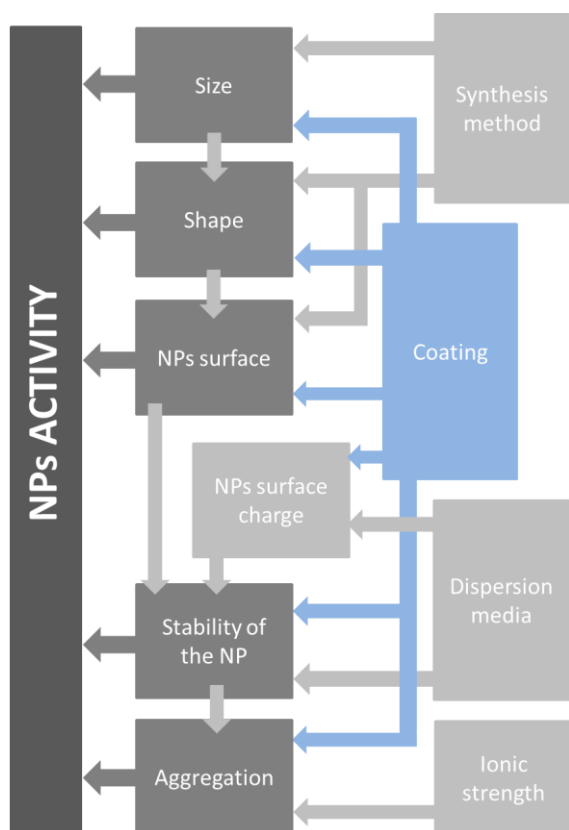 NPs ACTIVITY
Size
Synthesis
method
Shape
NPs surface
Coating
NPs surface
charge
Dispersion
media
Stability of
the NP
Aggregation
Ionic
strength